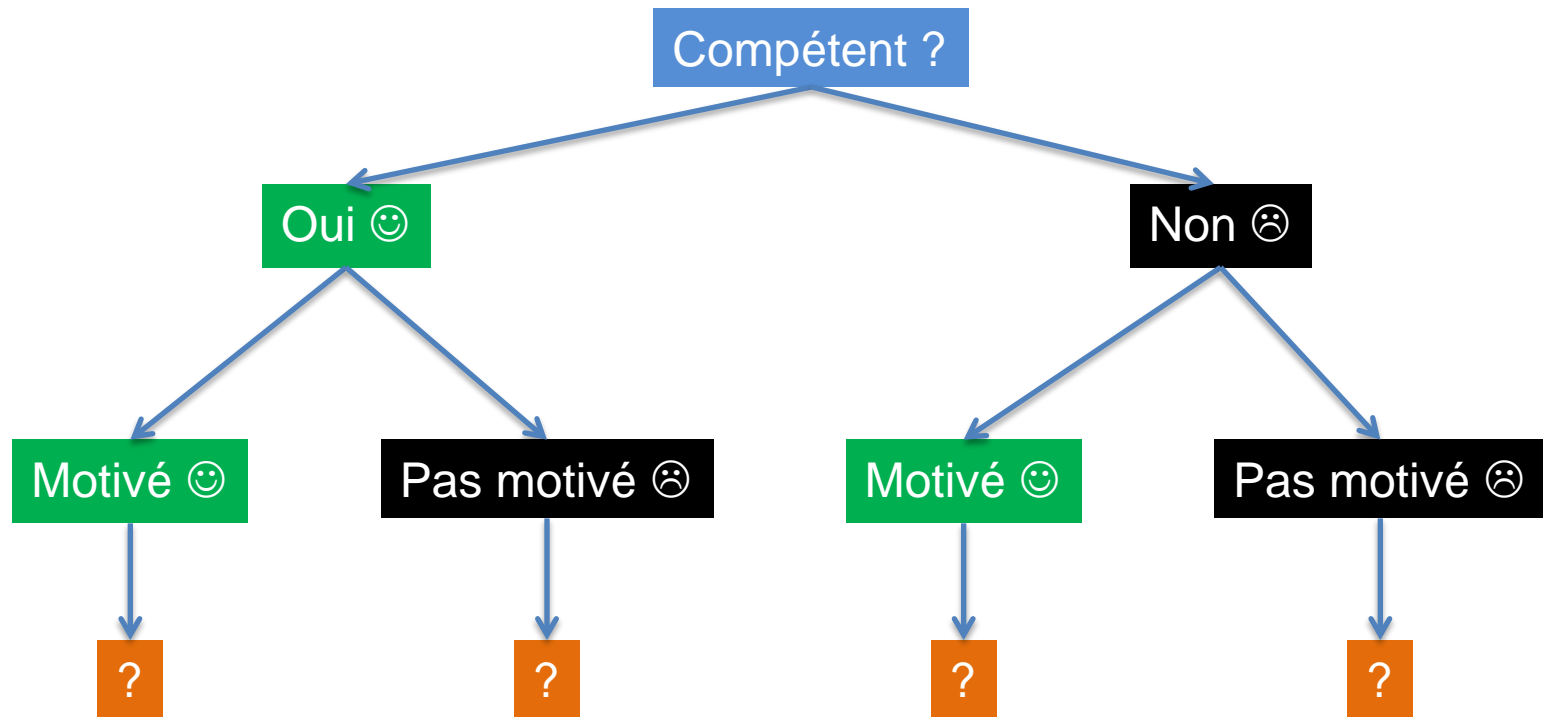 Compétent ?
Oui ☺
Non ☹
Motivé ☺
Pas motivé ☹
Motivé ☺
Pas motivé ☹
?
?
?
?